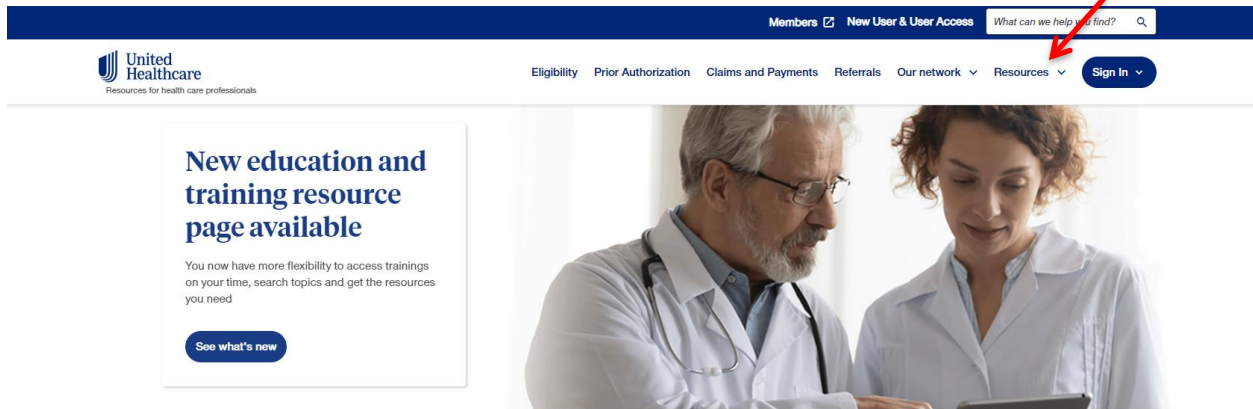 Members New User & User Access What can we help you find?
United
Healthcare
Resources for health care professionals
Eligibility Prior Authorization Claims and Payments Referrals Our network Resources Sign In
New education and
training resource
page available
You now have more flexibility to access trainings
on your time, search topics and get the resources
you need
See what's new